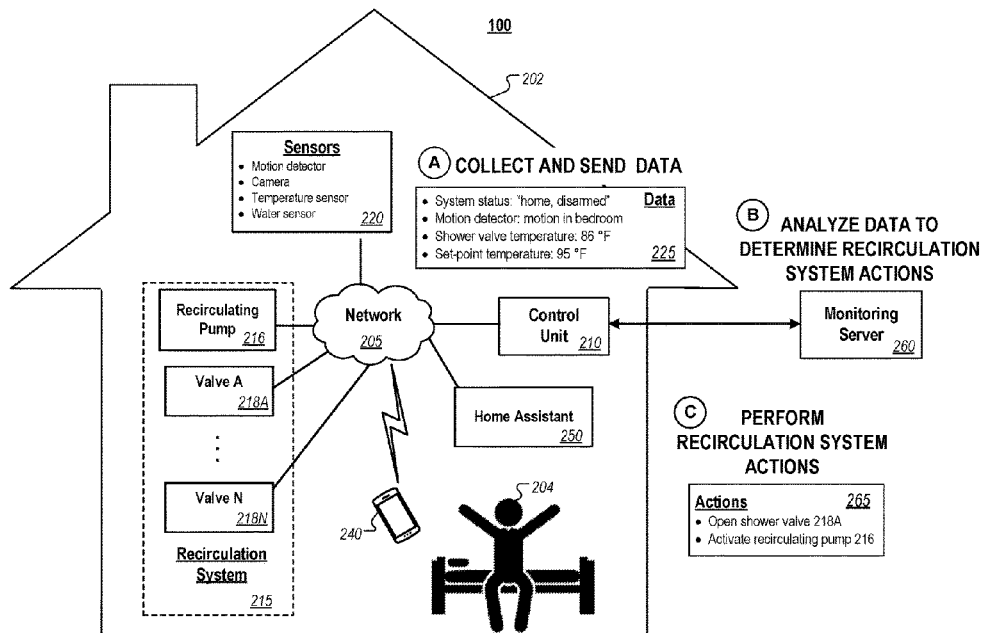 100
202
Sensors
• Motion detector
• Camera
• Temperature sensor
• Water sensor
220
A COLLECT AND SEND DATA
Data
• System status: "home, disarmed"
• Motion detector: motion in bedroom
• Shower valve temperature: 86 °F
• Set-point temperature: 95 °F
225
B
ANALYZE DATA TO
DETERMINE RECIRCULATION
SYSTEM ACTIONS
Recirculating
Pump
216
Valve A
218A
Valve N
218N
Recirculation
System
215
Network
205
Control
Unit
210
Monitoring
Server
260
Home Assistant
250
C
PERFORM
RECIRCULATION SYSTEM
ACTIONS
Actions
265
• Open shower valve 218A
• Activate recirculating pump 216
240
204